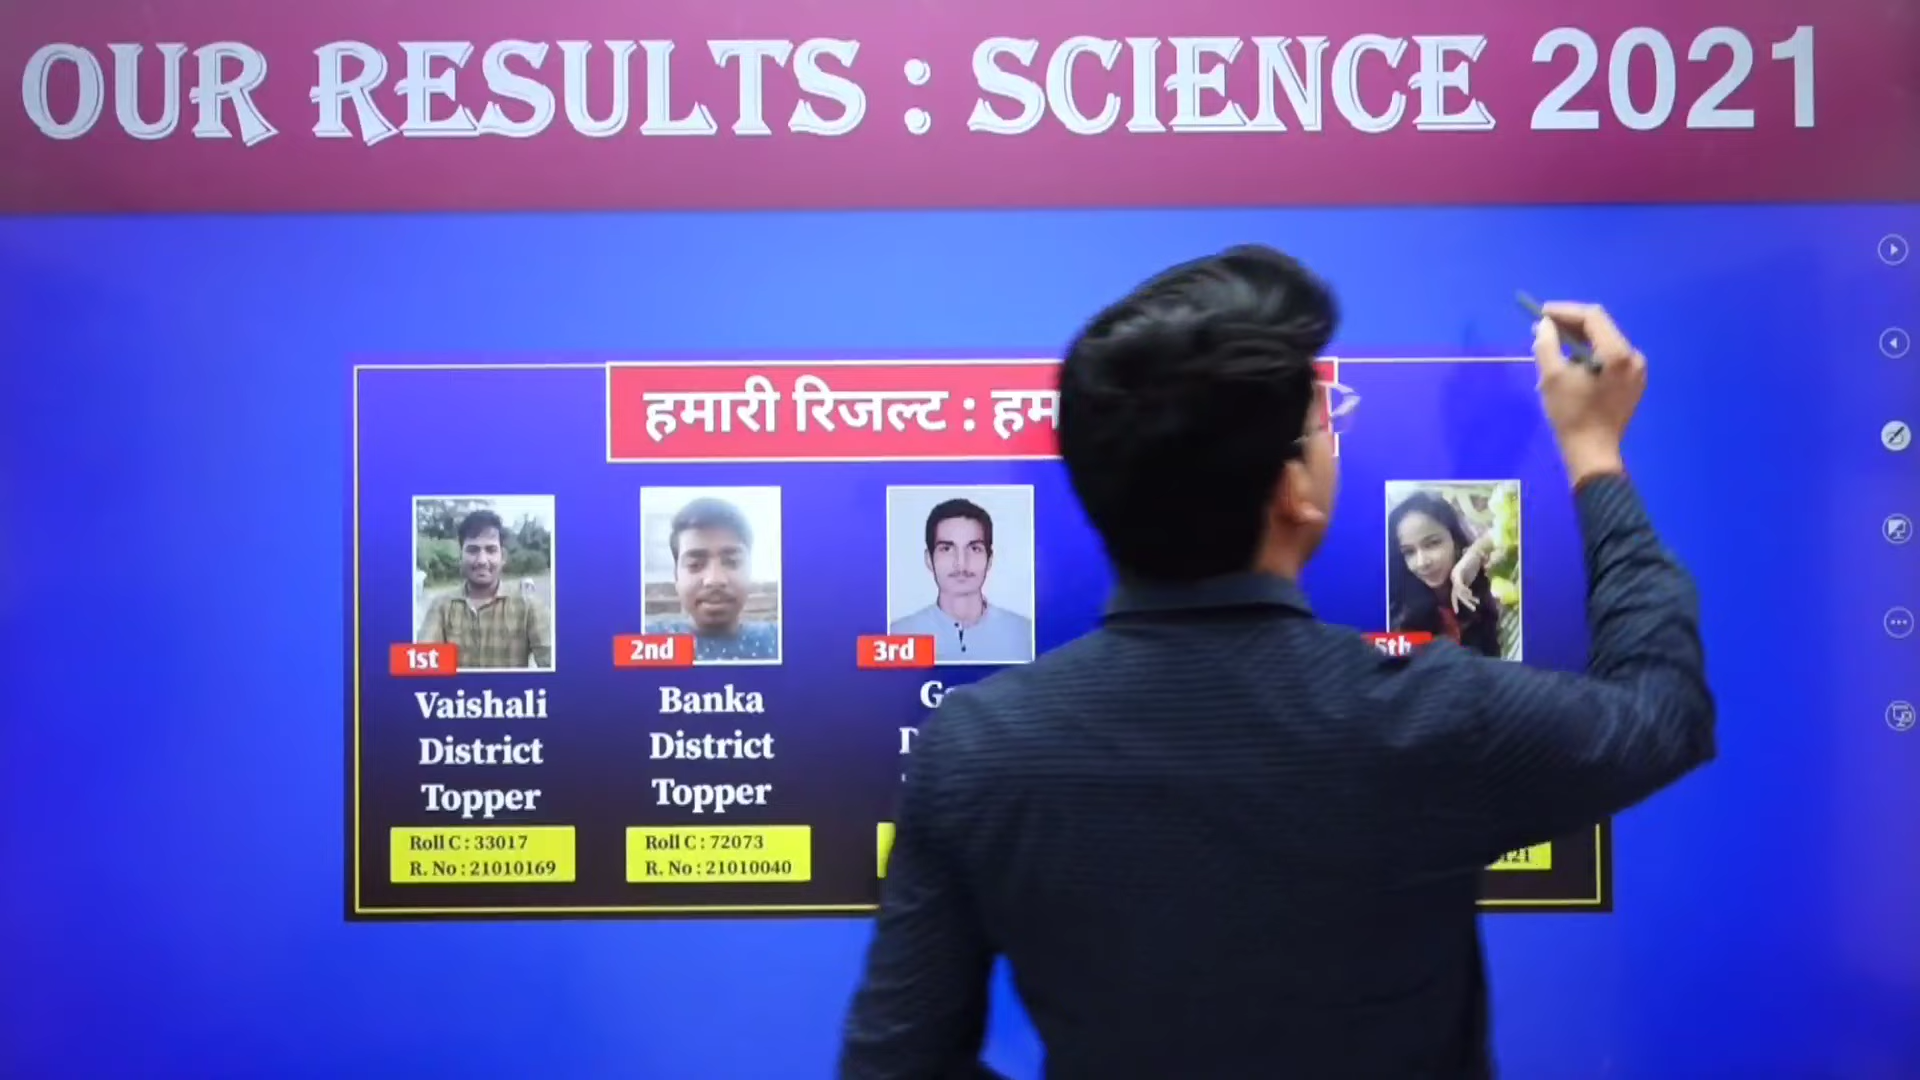 OUR RESULTS : SCIENCE 2021
हमारी रिजल्ट :
1st
2nd
3rd
5th
Vaishali
District
Topper
Banka
District
Topper
Roll C : 33017
R. No : 21010169
Roll C : 72073
R. No : 21010040